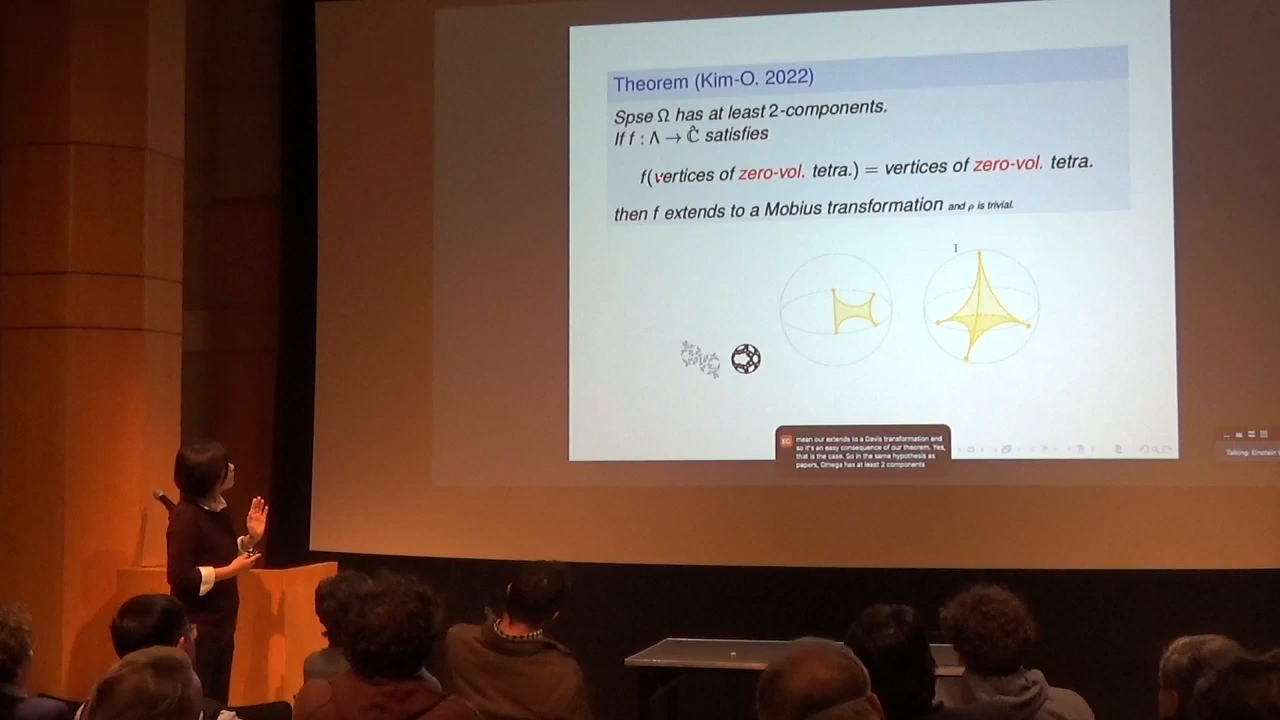 Theorem (Kim-O. 2022)
Spse Ω has at least 2-components.
If f : Λ → Ĉ satisfies
f(vertices of zero-vol. tetra.) = vertices of zero-vol. tetra.
then f extends to a Mobius transformation and ρ is trivial.
EC
mean our extends to a Davis transformation and
so it's an easy consequence of our theorem. Yes,
that is the case. So in the same hypothesis as
papers, Omega has at least 2 components
Talking: Einstein